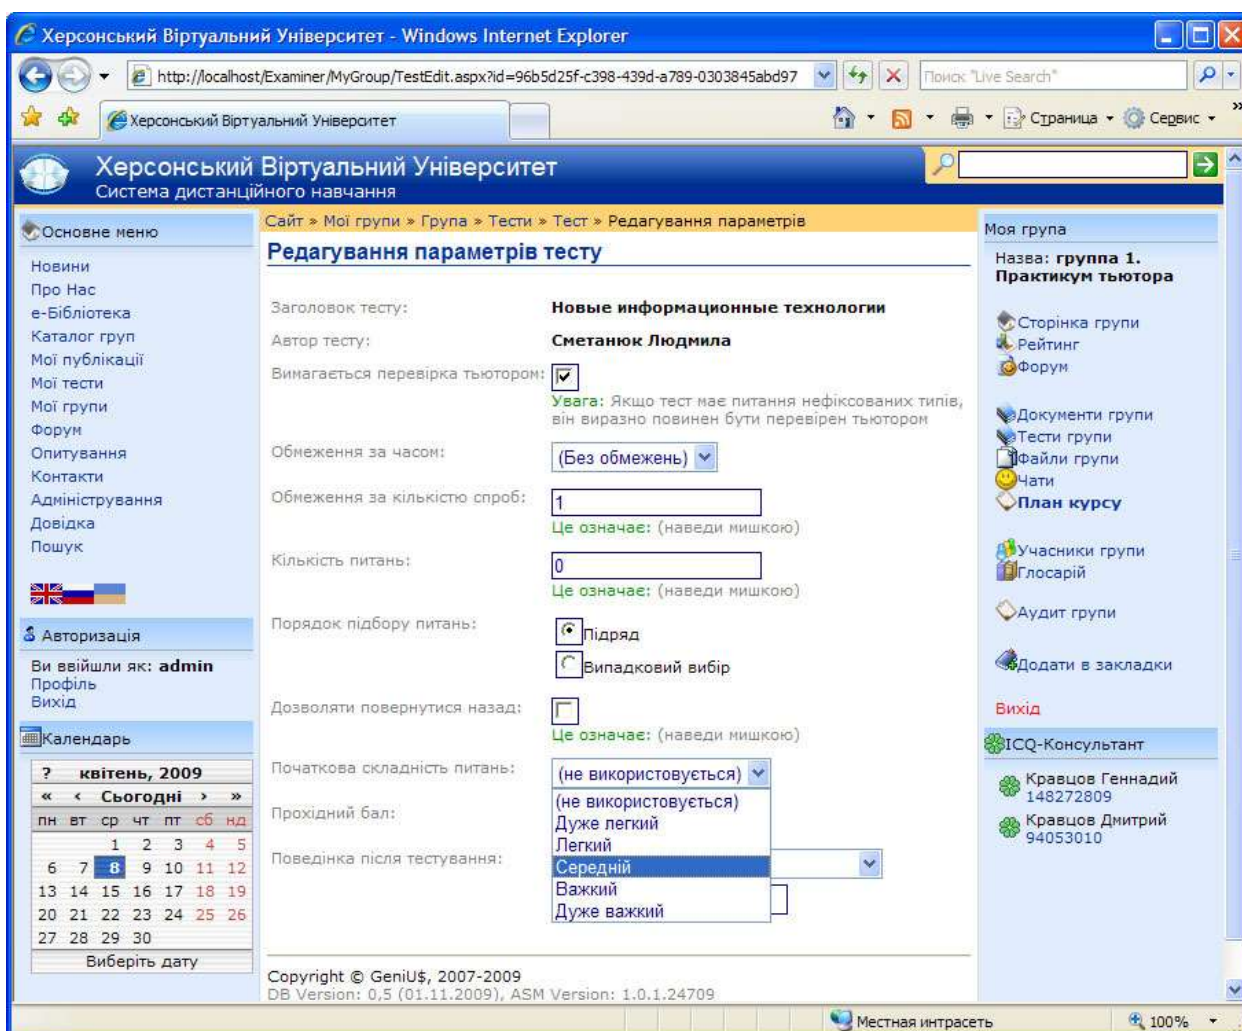 Херсонський Віртуальний Університет - Windows Internet Explorer
http://localhost/Examiner/MyGroup/TestEdit.aspx?id=96b5d25f-c398-439d-a789-0303845abd97
Поиск "Live Search"
Херсонський Віртуальний Університет
Страница
Сервис
Херсонський Віртуальний Університет
Система дистанційного навчання
Основне меню
Новини
Про Нас
е-Бібліотека
Каталог груп
Мої публікації
Мої тести
Мої групи
Форум
Опитування
Контакти
Адміністрування
Довідка
Пошук
Авторизація
Ви ввійшли як: admin
Профіль
Вихід
Календарь
? квітень, 2009
« ‹ Сьогодні › »
пн вт ср чт пт сб нд
1 2 3 4 5
6 7 8 9 10 11 12
13 14 15 16 17 18 19
20 21 22 23 24 25 26
27 28 29 30
Виберіть дату
Сайт » Мої групи » Група » Тести » Тест » Редагування параметрів
Редагування параметрів тесту
Заголовок тесту: Новые информационные технологии
Автор тесту: Сметанюк Людмила
Вимагається перевірка тьютором:
Увага: Якщо тест має питання нефіксованих типів,
він виразно повинен бути перевірен тьютором
Обмеження за часом: (Без обмежень)
Обмеження за кількістю спроб: 1
Це означає: (наведи мишкою)
Кількість питань: 0
Це означає: (наведи мишкою)
Порядок підбору питань: Підряд
Випадковий вибір
Дозволяти повернутися назад:
Це означає: (наведи мишкою)
Початкова складність питань: (не використовується)
(не використовується)
Дуже легкий
Прохідний бал:
Легкий
Поведінка після тестування: Середній
Важкий
Дуже важкий
Copyright © GeniU$, 2007-2009
DB Version: 0,5 (01.11.2009), ASM Version: 1.0.1.24709
Моя група
Назва: группа 1.
Практикум тьютора
Сторінка групи
Рейтинг
Форум
Документи групи
Тести групи
Файли групи
Чати
План курсу
Учасники групи
Глосарій
Аудит групи
Додати в закладки
Вихід
ICQ-Консультант
Кравцов Геннадий
148272809
Кравцов Дмитрий
94053010
Местная интрасеть
100%